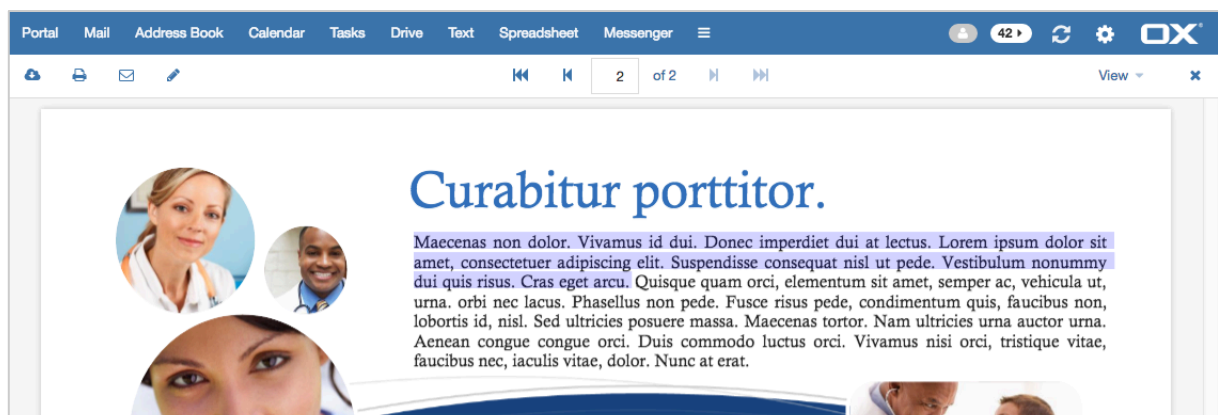 Portal Mail Address Book Calendar Tasks Drive Text Spreadsheet Messenger 42 OX
2 of 2 View
Curabitur porttitor.
Maecenas non dolor. Vivamus id dui. Donec imperdiet dui at lectus. Lorem ipsum dolor sit
amet, consectetuer adipiscing elit. Suspendisse consequat nisl ut pede. Vestibulum nonummy
dui quis risus. Cras eget arcu. Quisque quam orci, elementum sit amet, semper ac, vehicula ut,
urna. orbi nec lacus. Phasellus non pede. Fusce risus pede, condimentum quis, faucibus non,
lobortis id, nisl. Sed ultricies posuere massa. Maecenas tortor. Nam ultricies urna auctor urna.
Aenean congue congue orci. Duis commodo luctus orci. Vivamus nisi orci, tristique vitae,
faucibus nec, iaculis vitae, dolor. Nunc at erat.